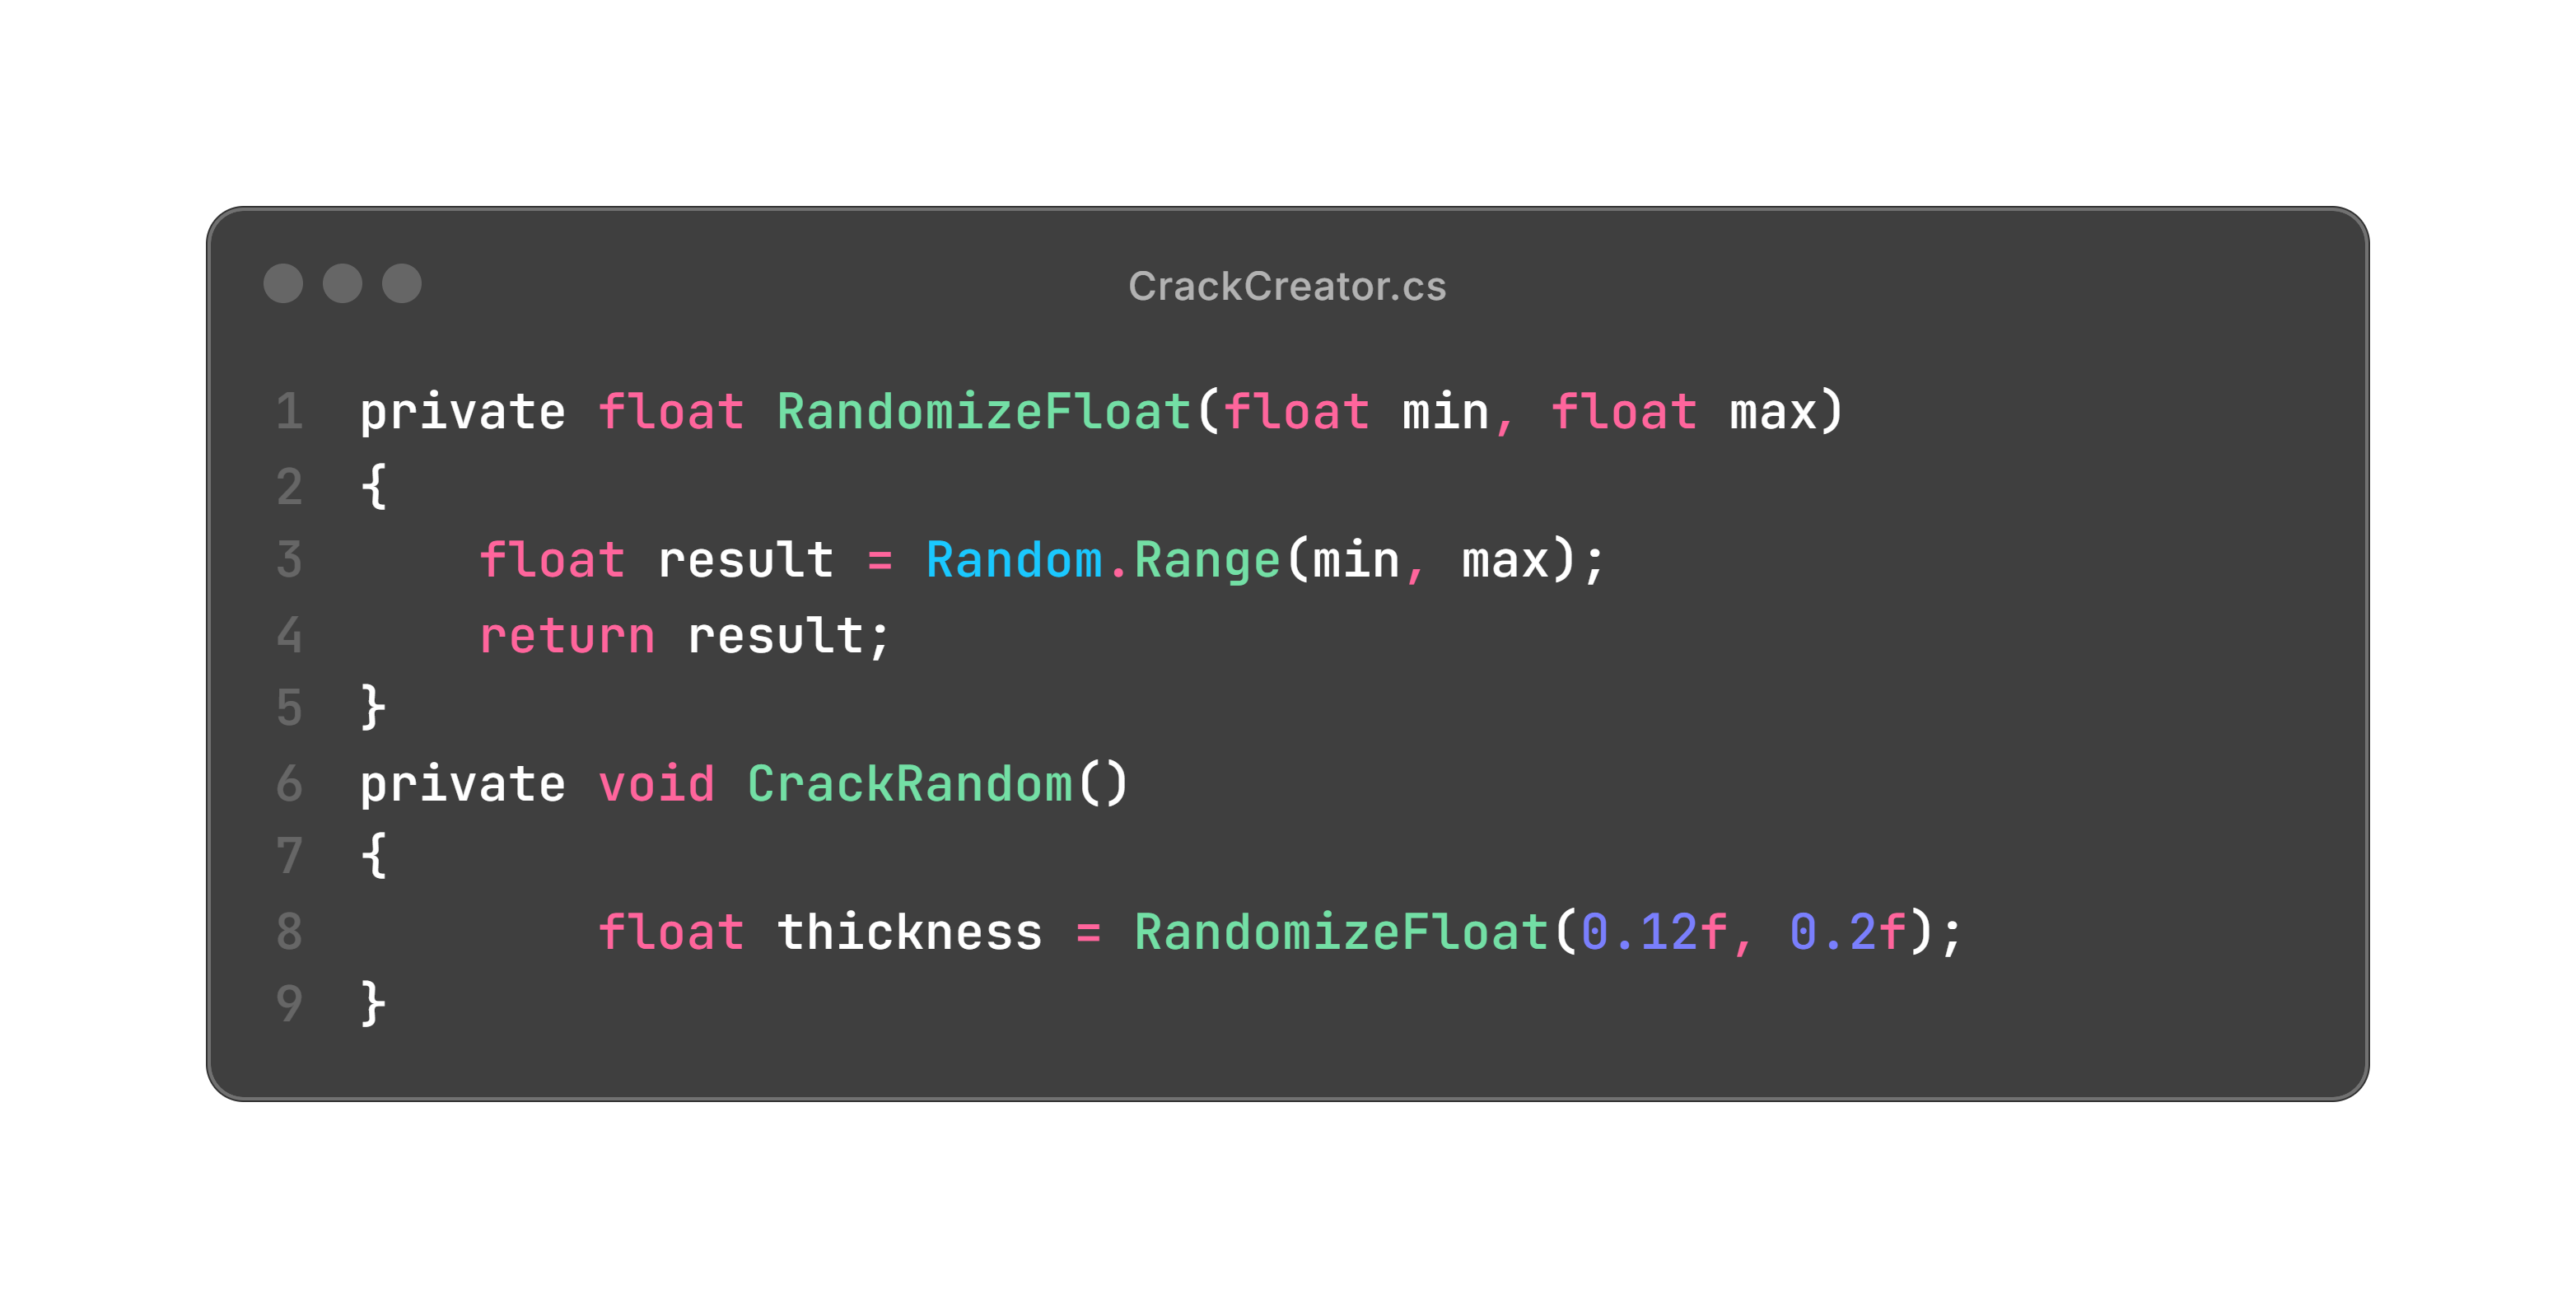 CrackCreator.cs
1 private float RandomizeFloat(float min, float max)
2 {
3     float result = Random.Range(min, max);
4     return result;
5 }
6 private void CrackRandom()
7 {
8         float thickness = RandomizeFloat(0.12f, 0.2f);
9 }